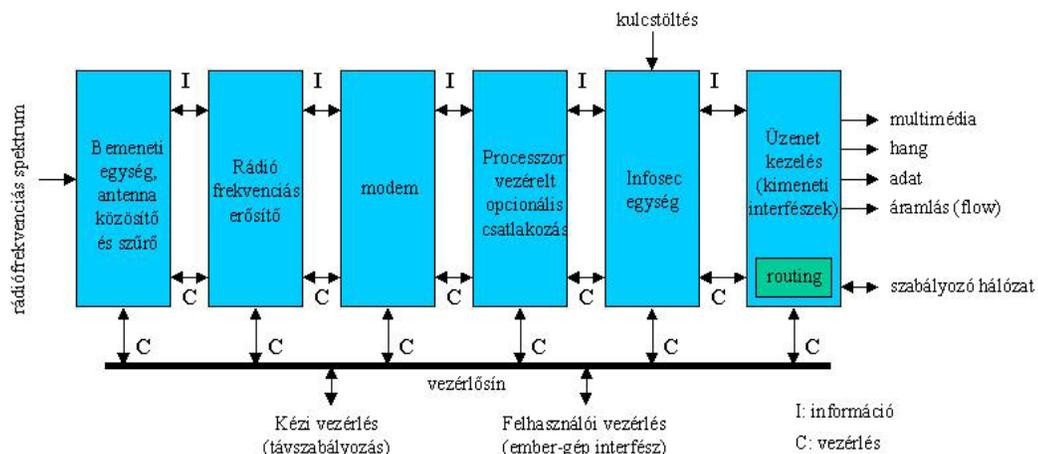 kulcstöltés
I
I
I
I
I
rádiófrekvenciás spektrum
Bemeneti
egység,
antenna
közösítő
és szűrő
Rádió
frekvenciás
erősítő
modem
Processzor
vezérelt
opcionális
csatlakozás
Infosec
egység
Üzenet
kezelés
(kimeneti
interfészek)
routing
multimédia
hang
adat
áramlás (flow)
szabályozó hálózat
C
C
C
C
C
C
C
C
C
C
C
vezérlősín
Kézi vezérlés
(távszabályozás)
Felhasználói vezérlés
(ember-gép interfész)
I: információ
C: vezérlés